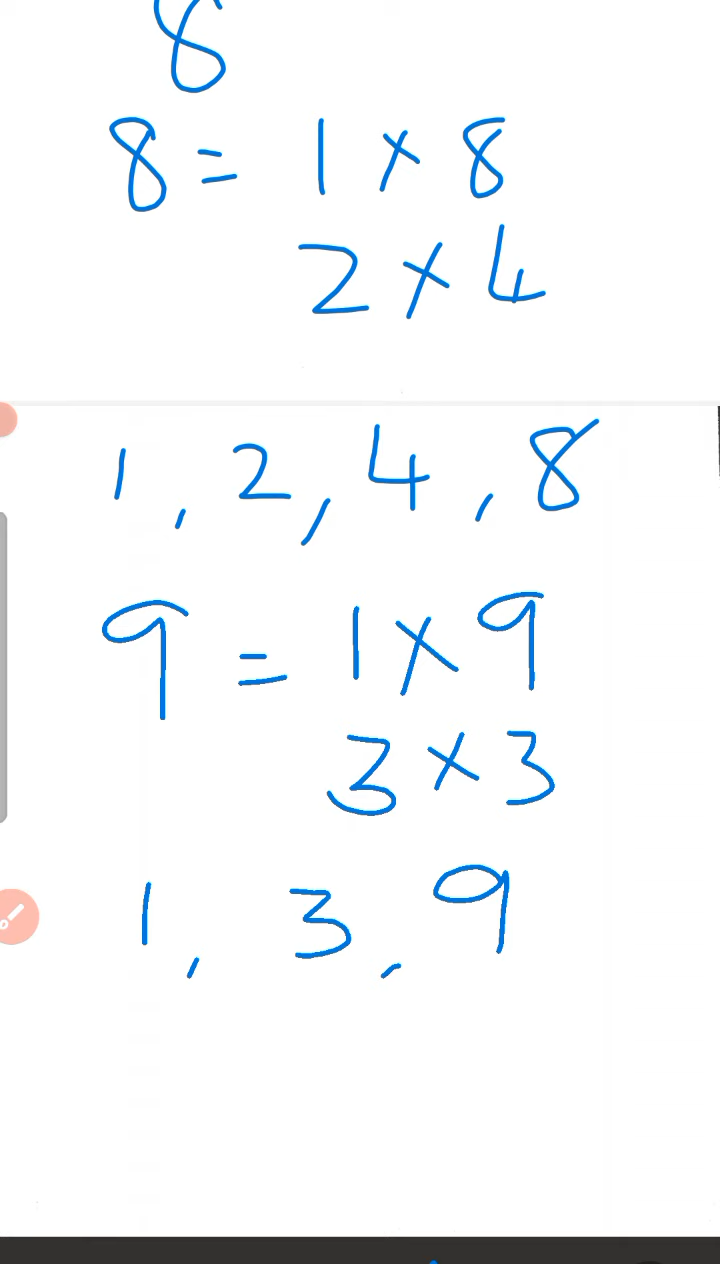 8
8 = 1 × 8
2 × 4
1, 2, 4, 8
9 = 1 × 9
3 × 3
1, 3, 9